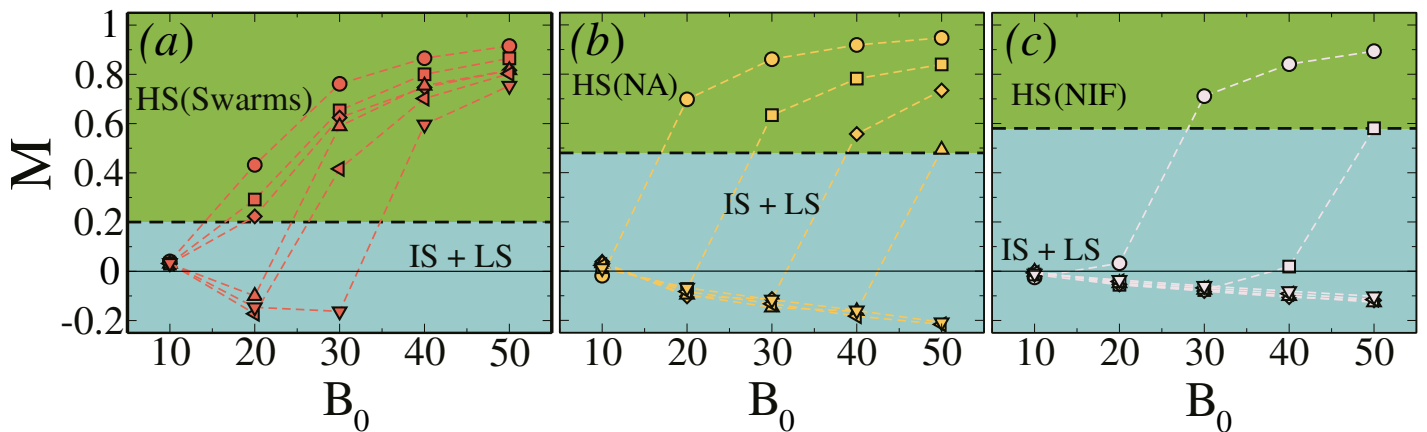 (a)
(b)
(c)
HS(Swarms)
HS(NA)
HS(NIF)
IS + LS
IS + LS
IS + LS
M
1
0.8
0.6
0.4
0.2
0
-0.2
10 20 30 40 50
10 20 30 40 50
10 20 30 40 50
B0
B0
B0